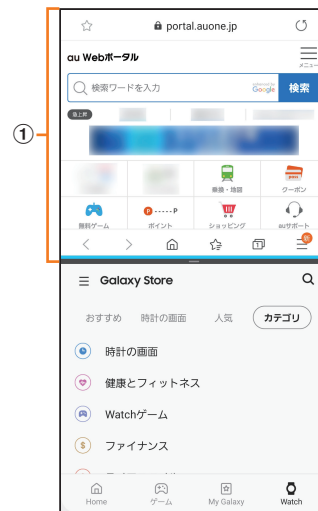 ①
portal.auone.jp
au Webポータル
メニュー
検索ワードを入力
Google
検索
急上昇
乗換・地図
クーポン
無料ゲーム
P -----P
ポイント
ショッピング
auサポート
1
Galaxy Store
おすすめ 時計の画面 人気 カテゴリ
時計の画面
健康とフィットネス
Watchゲーム
$ ファイナンス
Home
ゲーム
My Galaxy
Watch